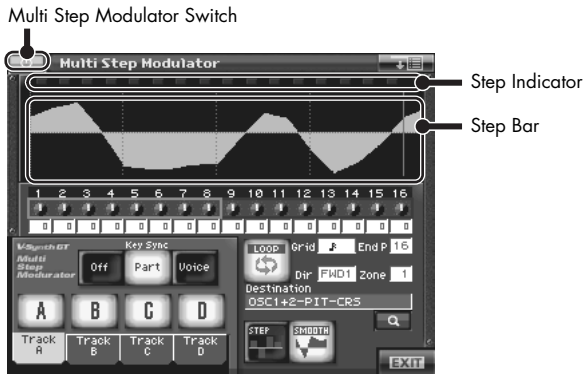 Multi Step Modulator Switch
Multi Step Modulator
Step Indicator
Step Bar
1 2 3 4 5 6 7 8 9 10 11 12 13 14 15 16
0 0 0 0 0 0 0 0 0 0 0 0 0 0 0 0
V-Synth GT
Multi
Step
Modurator
Key Sync
Off Part Voice
LOOP Grid End P 16
Dir FWD1 Zone 1
Destination
OSC1+2-PIT-CRS
A B C D
STEP SMOOTH
Track A
Track B
Track C
Track D
EXIT